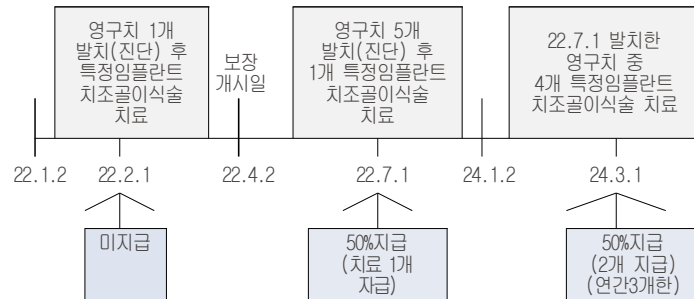 영구치 1개
발치(진단) 후
특정임플란트
치조골이식술
치료
보장
개시일
영구치 5개
발치(진단) 후
1개 특정임플란트
치조골이식술
치료
22.7.1 발치한
영구치 중
4개 특정임플란트
치조골이식술 치료
22.1.2
22.2.1
22.4.2
22.7.1
24.1.2
24.3.1
미지급
50%지급
(치료 1개
지급)
50%지급
(2개 지급)
(연간3개한)